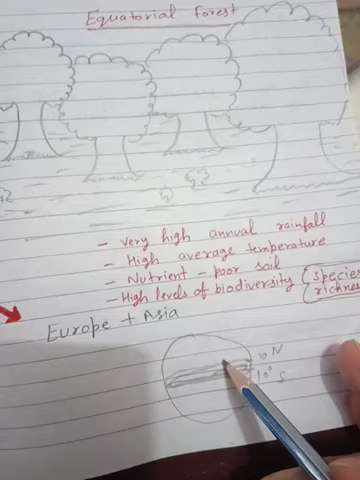 Equatorial Forest
- Very high annual rainfall
- High average temperature
- Nutrient-poor soil
- High levels of biodiversity (Species richness
Europe + Asia
10 N
10° S